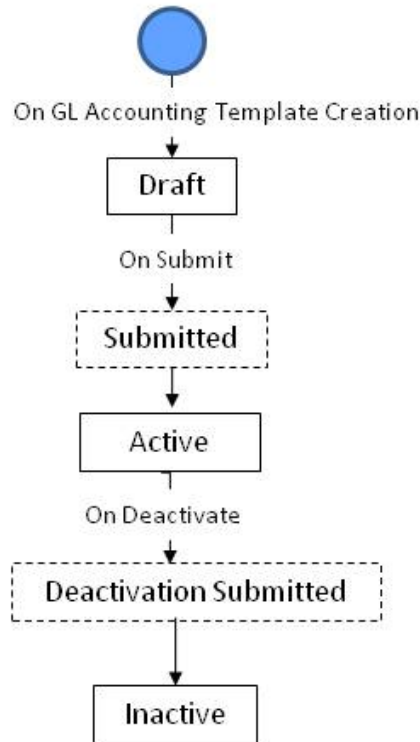 On GL Accounting Template Creation
Draft
On Submit
Submitted
Active
On Deactivate
Deactivation Submitted
Inactive